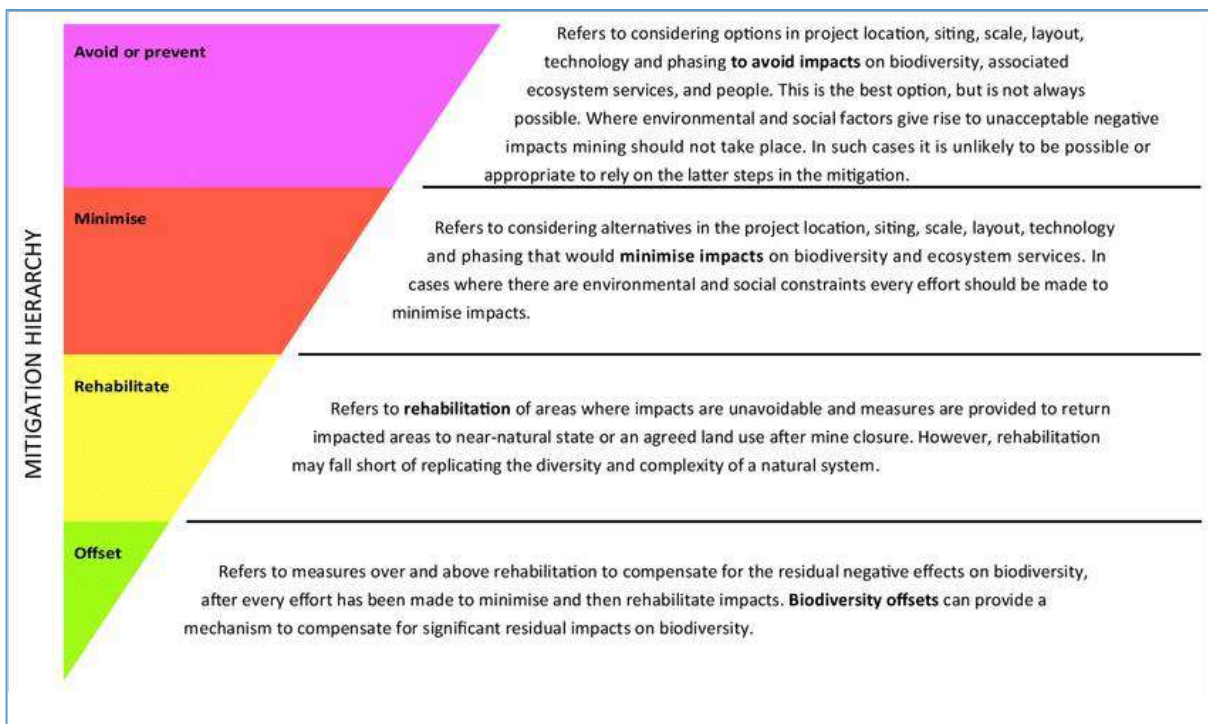 MITIGATION HIERARCHY
Avoid or prevent
Refers to considering options in project location, siting, scale, layout,
technology and phasing to avoid impacts on biodiversity, associated
ecosystem services, and people. This is the best option, but is not always
possible. Where environmental and social factors give rise to unacceptable negative
impacts mining should not take place. In such cases it is unlikely to be possible or
appropriate to rely on the latter steps in the mitigation.
Minimise
Refers to considering alternatives in the project location, siting, scale, layout, technology
and phasing that would minimise impacts on biodiversity and ecosystem services. In
cases where there are environmental and social constraints every effort should be made to
minimise impacts.
Rehabilitate
Refers to rehabilitation of areas where impacts are unavoidable and measures are provided to return
impacted areas to near-natural state or an agreed land use after mine closure. However, rehabilitation
may fall short of replicating the diversity and complexity of a natural system.
Offset
Refers to measures over and above rehabilitation to compensate for the residual negative effects on biodiversity,
after every effort has been made to minimise and then rehabilitate impacts. Biodiversity offsets can provide a
mechanism to compensate for significant residual impacts on biodiversity.